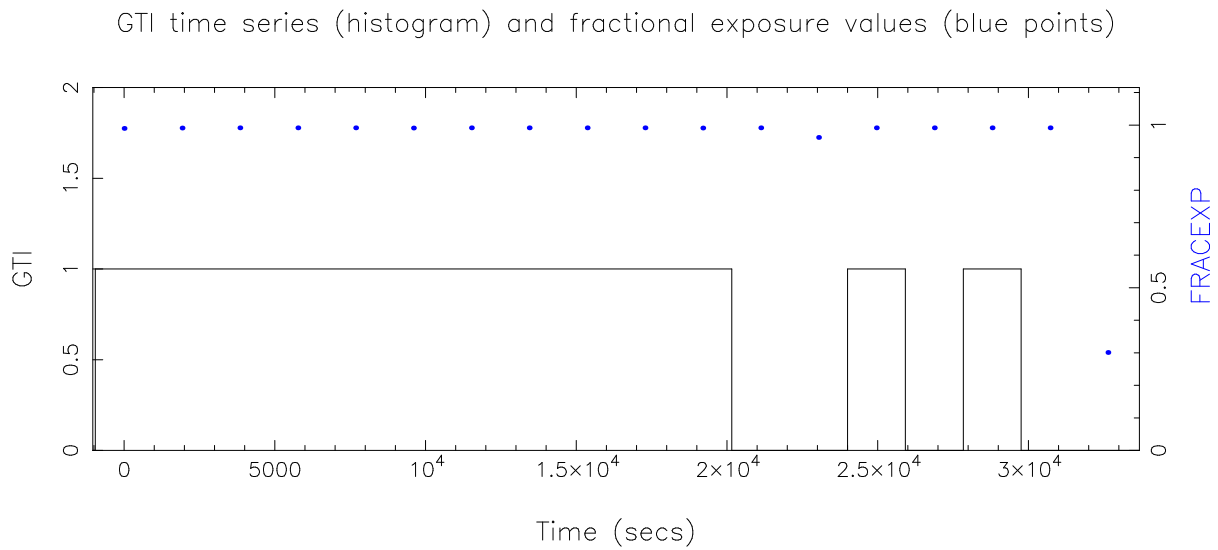 GTI time series (histogram) and fractional exposure values (blue points)
2
1.5
1
0.5
0
GTI
1
0.5
0
FRACEXP
0 5000 10⁴ 1.5×10⁴ 2×10⁴ 2.5×10⁴ 3×10⁴
Time (secs)